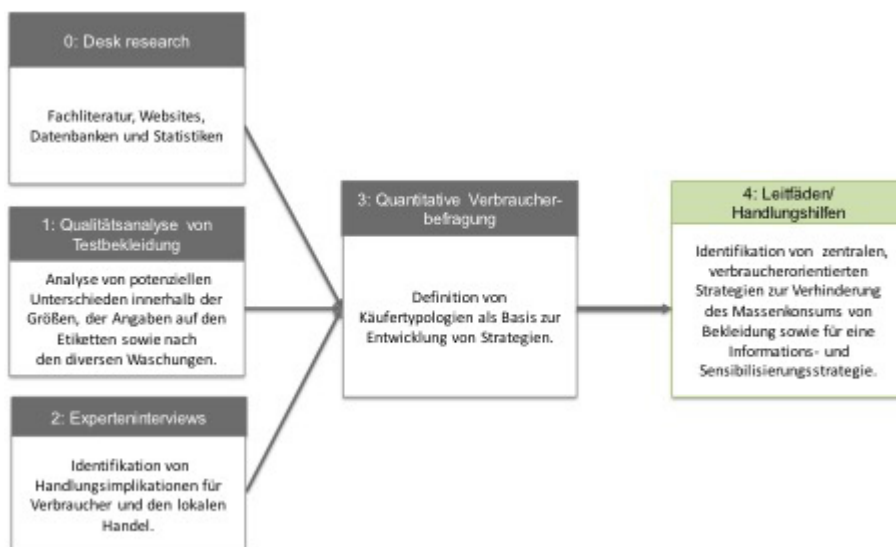 0: Desk research
Fachliteratur, Websites,
Datenbanken und Statistiken
1: Qualitätsanalyse von
Testbekleidung
Analyse von potenziellen
Unterschieden innerhalb der
Größen, der Angaben auf den
Etiketten sowie nach
den diversen Waschungen.
2: Experteninterviews
Identifikation von
Handlungsimplikationen für
Verbraucher und den lokalen
Handel.
3: Quantitative Verbraucher-
befragung
Definition von
Käufertypologien als Basis zur
Entwicklung von Strategien.
4: Leitfäden/
Handlungshilfen
Identifikation von zentralen,
verbraucherorientierten
Strategien zur Verhinderung
des Massenkonsums von
Bekleidung sowie für eine
Informations- und
Sensibilisierungsstrategie.